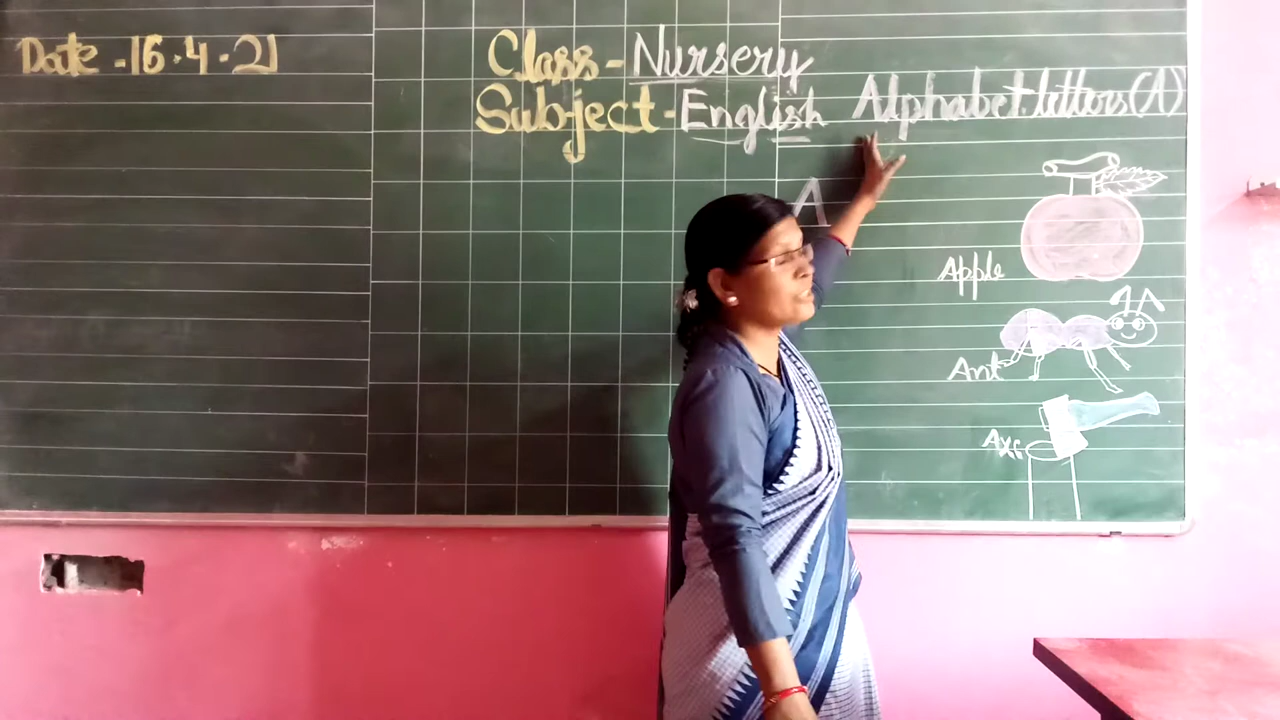 Date - 16.4.21
Class - Nursery
Subject - English Alphabet letters (A)
A
Apple
Ant
Axe